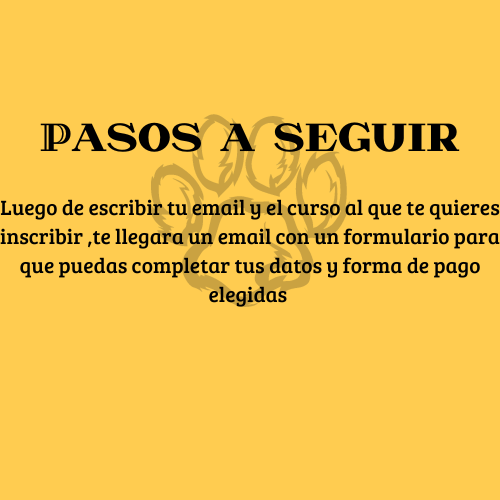 PASOS A SEGUIR
Luego de escribir tu email y el curso al que te quieres
inscribir ,te llegara un email con un formulario para
que puedas completar tus datos y forma de pago
elegidas